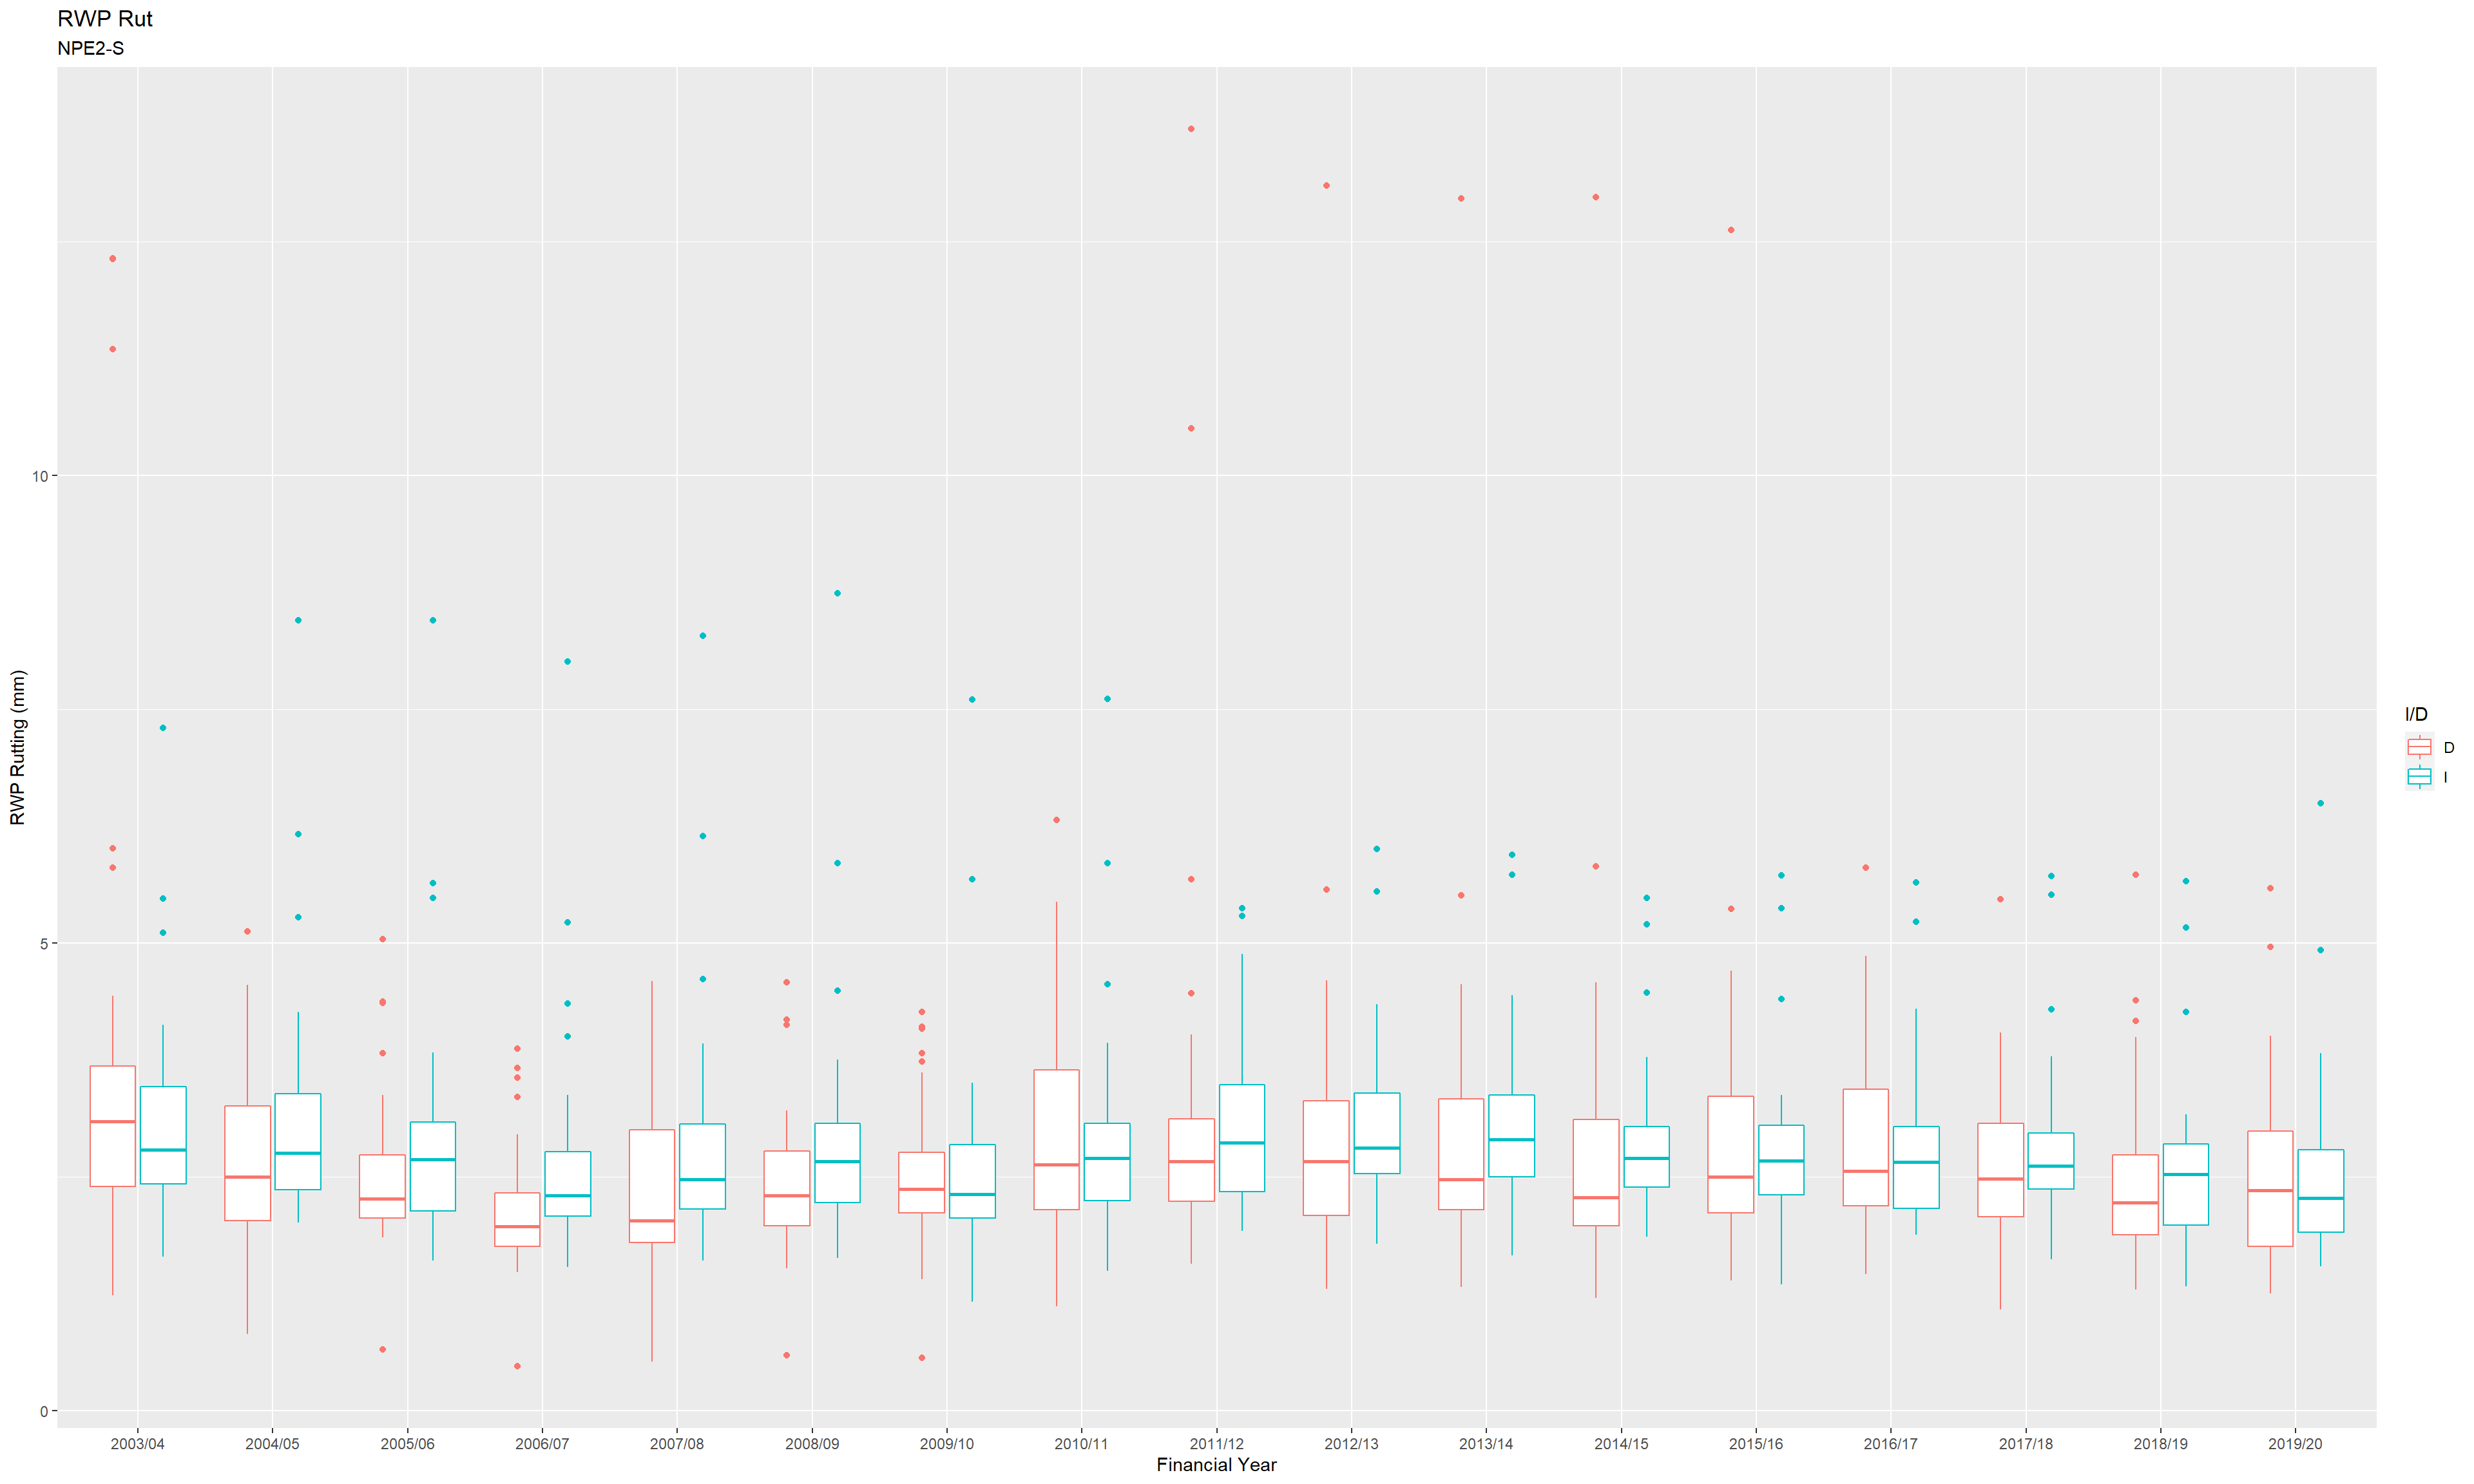 RWP Rut
NPE2-S
RWP Rutting (mm)
10
5
0
2003/04 2004/05 2005/06 2006/07 2007/08 2008/09 2009/10 2010/11 2011/12 2012/13 2013/14 2014/15 2015/16 2016/17 2017/18 2018/19 2019/20
Financial Year
I/D
D
I